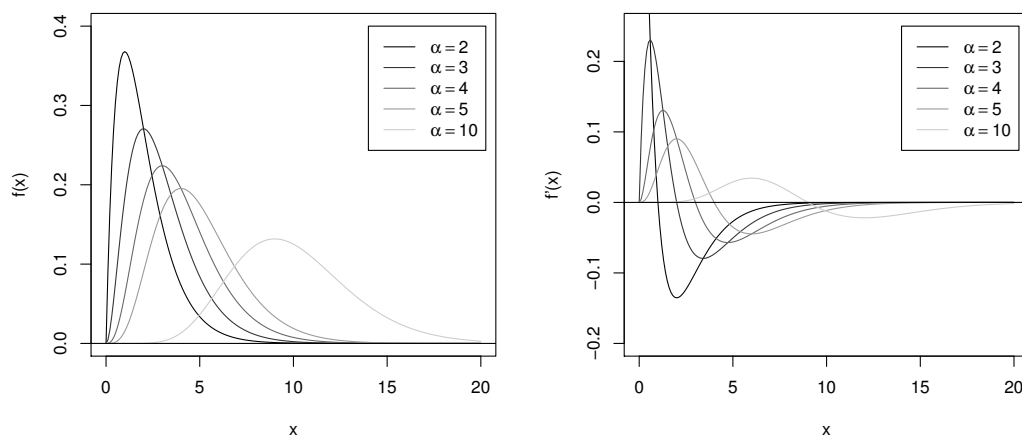 f(x)
0.4
0.3
0.2
0.1
0.0
α = 2
α = 3
α = 4
α = 5
α = 10
0 5 10 15 20
x
f'(x)
0.2
0.1
0.0
−0.1
−0.2
α = 2
α = 3
α = 4
α = 5
α = 10
0 5 10 15 20
x